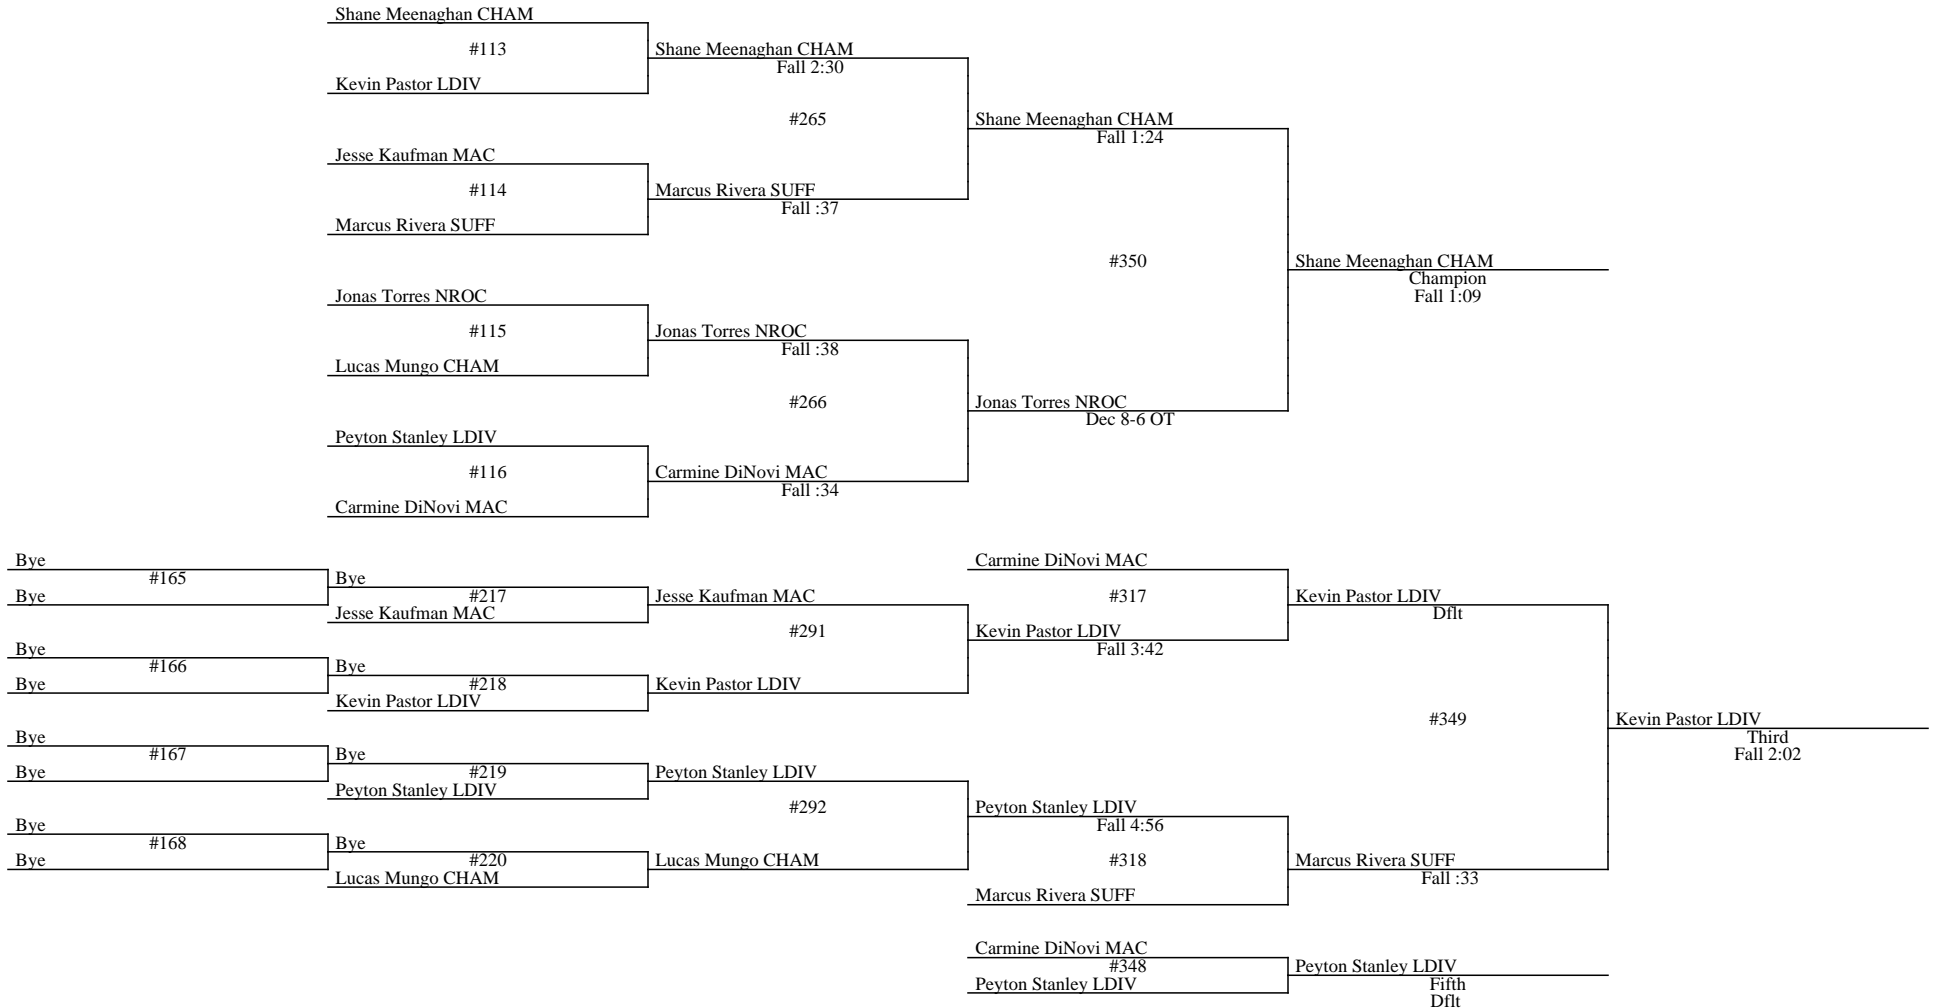 Shane Meenaghan CHAM
#113
Shane Meenaghan CHAM
Fall 2:30
Kevin Pastor LDIV
#265
Shane Meenaghan CHAM
Fall 1:24
Jesse Kaufman MAC
#114
Marcus Rivera SUFF
Fall :37
Marcus Rivera SUFF
#350
Shane Meenaghan CHAM
Champion
Fall 1:09
Jonas Torres NROC
#115
Jonas Torres NROC
Fall :38
Lucas Mungo CHAM
#266
Jonas Torres NROC
Dec 8-6 OT
Peyton Stanley LDIV
#116
Carmine DiNovi MAC
Fall :34
Carmine DiNovi MAC
Bye
#165
Bye
Bye
#217
Jesse Kaufman MAC
Jesse Kaufman MAC
#291
Carmine DiNovi MAC
#317
Kevin Pastor LDIV
Dflt
Kevin Pastor LDIV
Fall 3:42
Bye
#166
Bye
Bye
#218
Kevin Pastor LDIV
Kevin Pastor LDIV
#349
Kevin Pastor LDIV
Third
Fall 2:02
Bye
#167
Bye
Bye
#219
Peyton Stanley LDIV
Peyton Stanley LDIV
#292
Peyton Stanley LDIV
Fall 4:56
#318
Marcus Rivera SUFF
Fall :33
Bye
#168
Bye
Bye
#220
Lucas Mungo CHAM
Lucas Mungo CHAM
Marcus Rivera SUFF
Carmine DiNovi MAC
#348
Peyton Stanley LDIV
Peyton Stanley LDIV
Fifth
Dflt